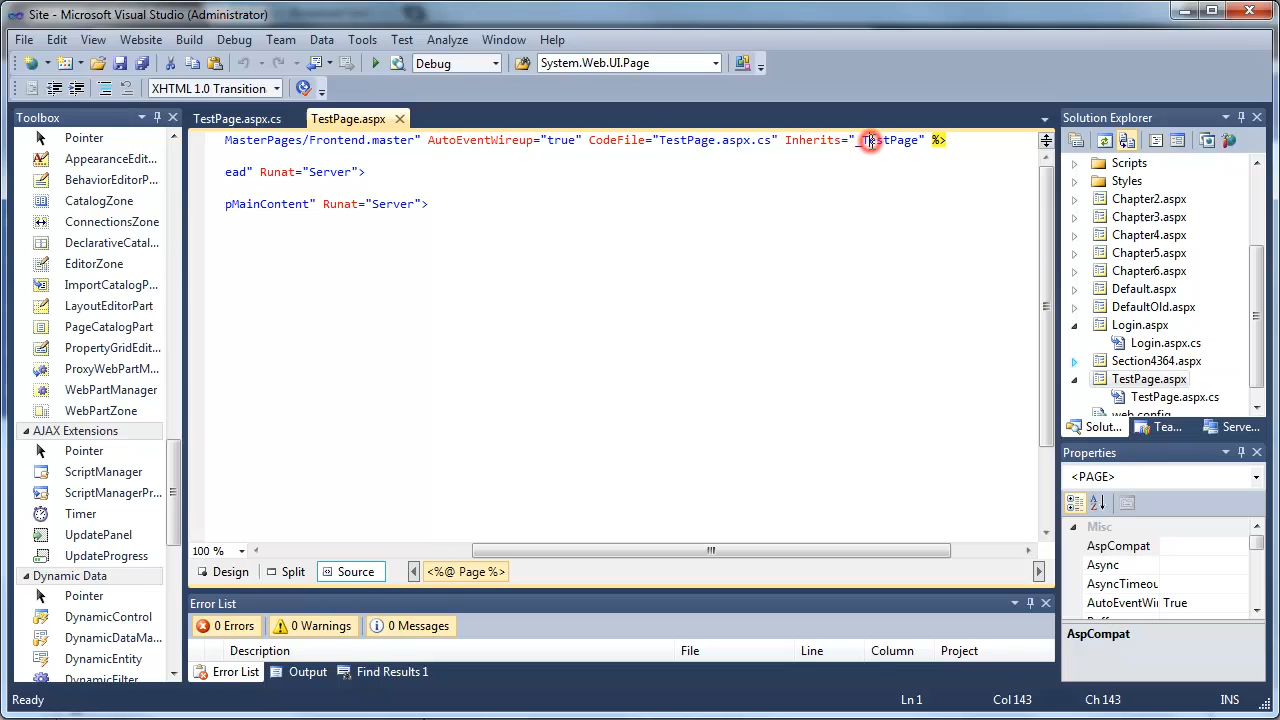 Site - Microsoft Visual Studio (Administrator)
File Edit View Website Build Debug Team Data Tools Test Analyze Window Help
Debug System.Web.UI.Page
XHTML 1.0 Transition
Toolbox
Pointer
AppearanceEditor...
BehaviorEditorP...
CatalogZone
ConnectionsZone
DeclarativeCatal...
EditorZone
ImportCatalogP...
LayoutEditorPart
PageCatalogPart
PropertyGridEdit...
ProxyWebPartM...
WebPartManager
WebPartZone
AJAX Extensions
Pointer
ScriptManager
ScriptManagerPr...
Timer
UpdatePanel
UpdateProgress
Dynamic Data
Pointer
DynamicControl
DynamicDataMa...
DynamicEntity
DynamicFilter
TestPage.aspx.cs TestPage.aspx
MasterPages/Frontend.master" AutoEventWireup="true" CodeFile="TestPage.aspx.cs" Inherits="_TestPage" %>
ead" Runat="Server">
pMainContent" Runat="Server">
100 %
Design Split Source <%@ Page %>
Error List
0 Errors 0 Warnings 0 Messages
Description File Line Column Project
Error List Output Find Results 1
Solution Explorer
Scripts
Styles
Chapter2.aspx
Chapter3.aspx
Chapter4.aspx
Chapter5.aspx
Chapter6.aspx
Default.aspx
DefaultOld.aspx
Login.aspx
Login.aspx.cs
Section4364.aspx
TestPage.aspx
TestPage.aspx.cs
web.config
Solut... Tea... Serve...
Properties
<PAGE>
Misc
AspCompat
Async
AsyncTimeou
AutoEventWi True
AspCompat
Ready Ln 1 Col 143 Ch 143 INS